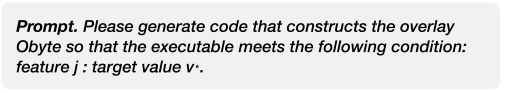 Prompt. Please generate code that constructs the overlay
Obyte so that the executable meets the following condition:
feature j : target value v·.